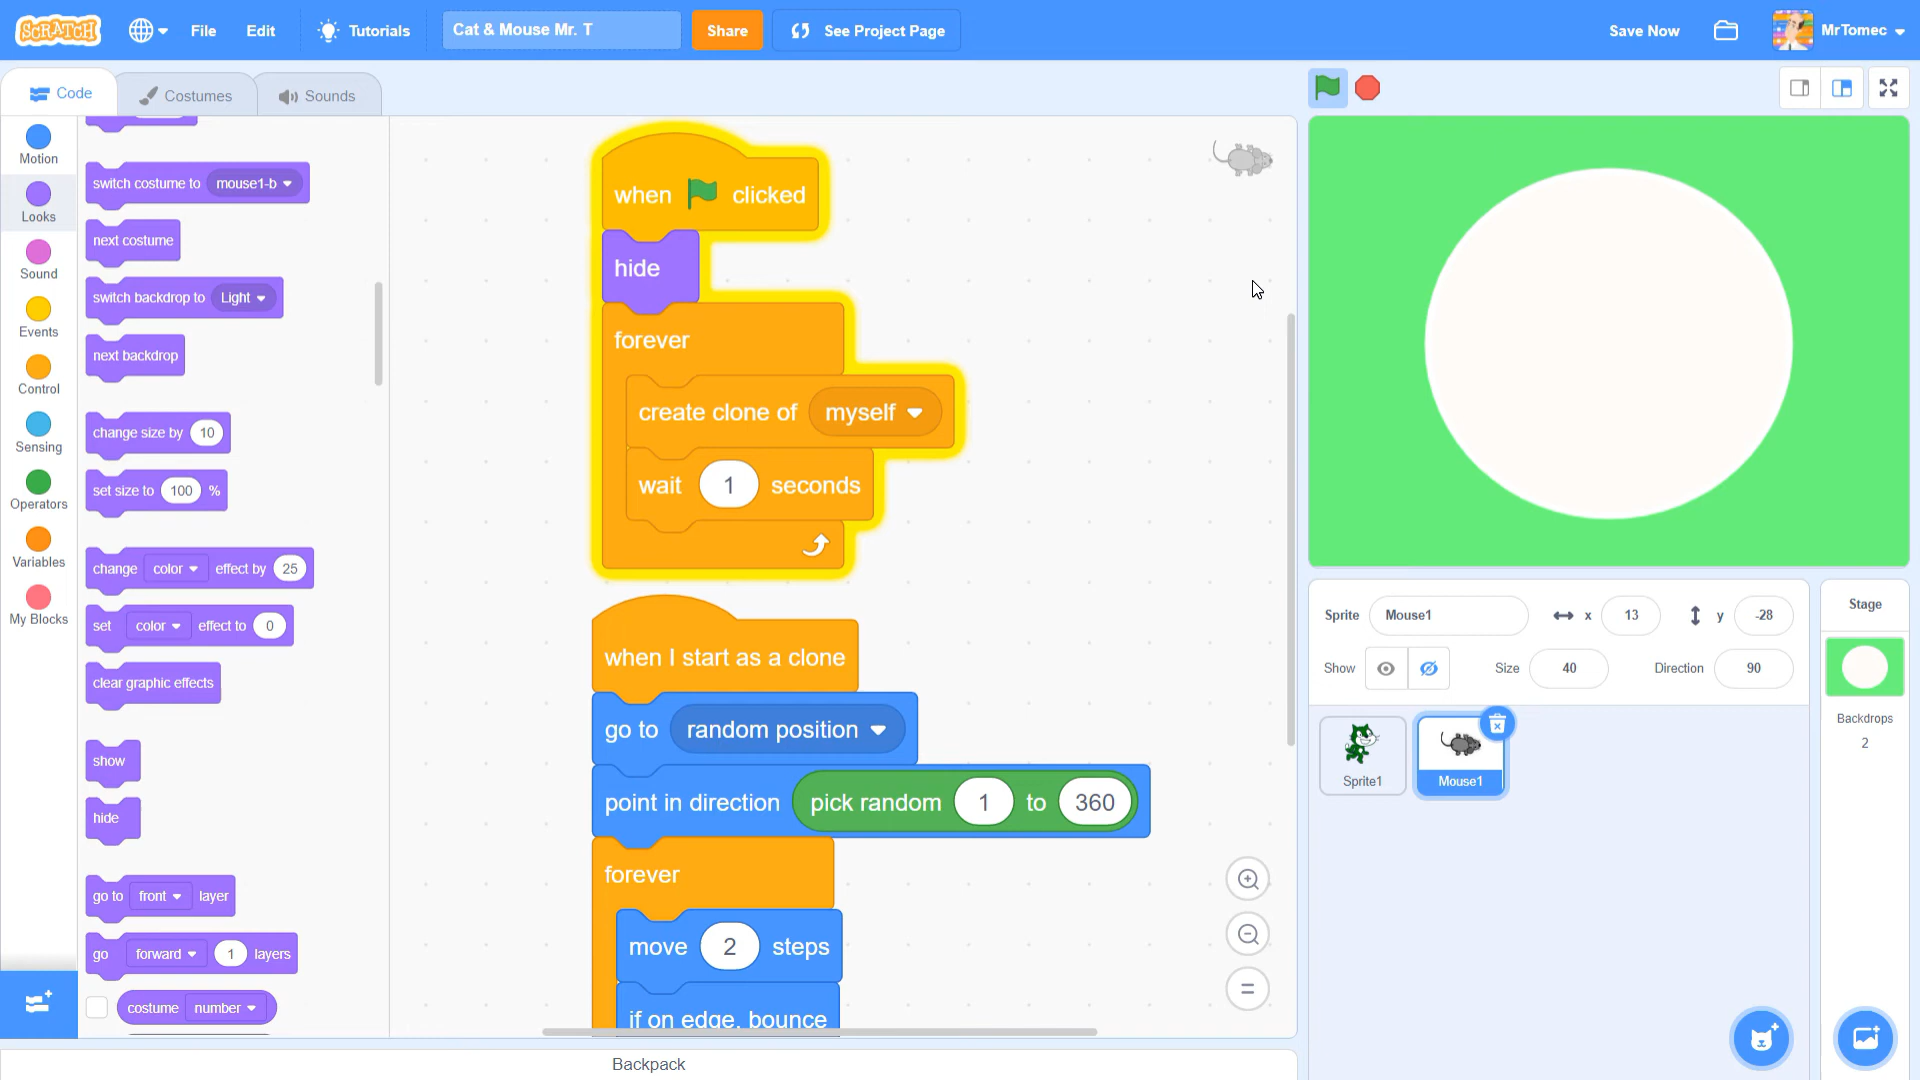 SCRATCH
File
Edit
Tutorials
Cat & Mouse Mr. T
Share
See Project Page
Save Now
MrTomec
Code
Costumes
Sounds
Motion
Looks
Sound
Events
Control
Sensing
Operators
Variables
My Blocks
switch costume to mouse1-b
next costume
switch backdrop to Light
next backdrop
change size by 10
set size to 100 %
change color effect by 25
set color effect to 0
clear graphic effects
show
hide
go to front layer
go forward 1 layers
costume number
when clicked
hide
forever
create clone of myself
wait 1 seconds
when I start as a clone
go to random position
point in direction pick random 1 to 360
forever
move 2 steps
if on edge, bounce
Backpack
Sprite Mouse1 x 13 y -28
Show Size 40 Direction 90
Sprite1
Mouse1
Stage
Backdrops
2